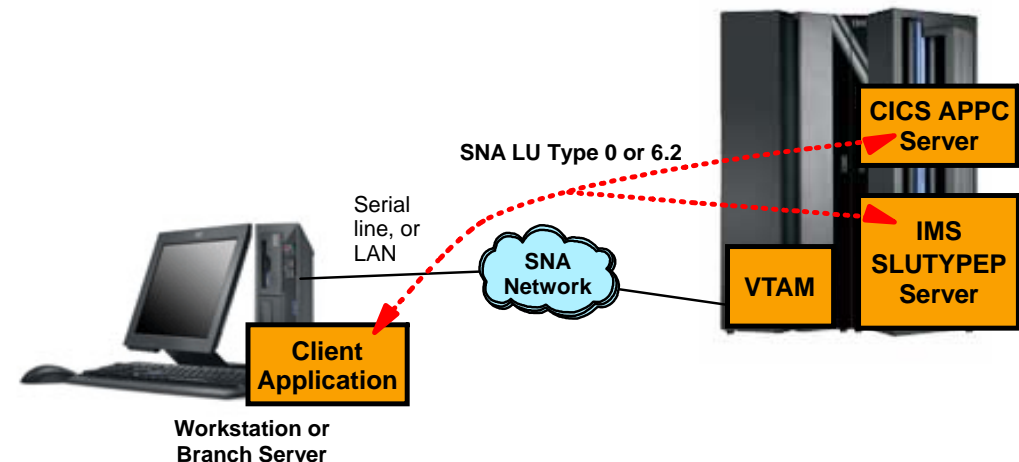 CICS APPC
Server
SNA LU Type 0 or 6.2
Serial
line, or
LAN
IMS
SLUTYPEP
Server
SNA
Network
VTAM
Client
Application
Workstation or
Branch Server